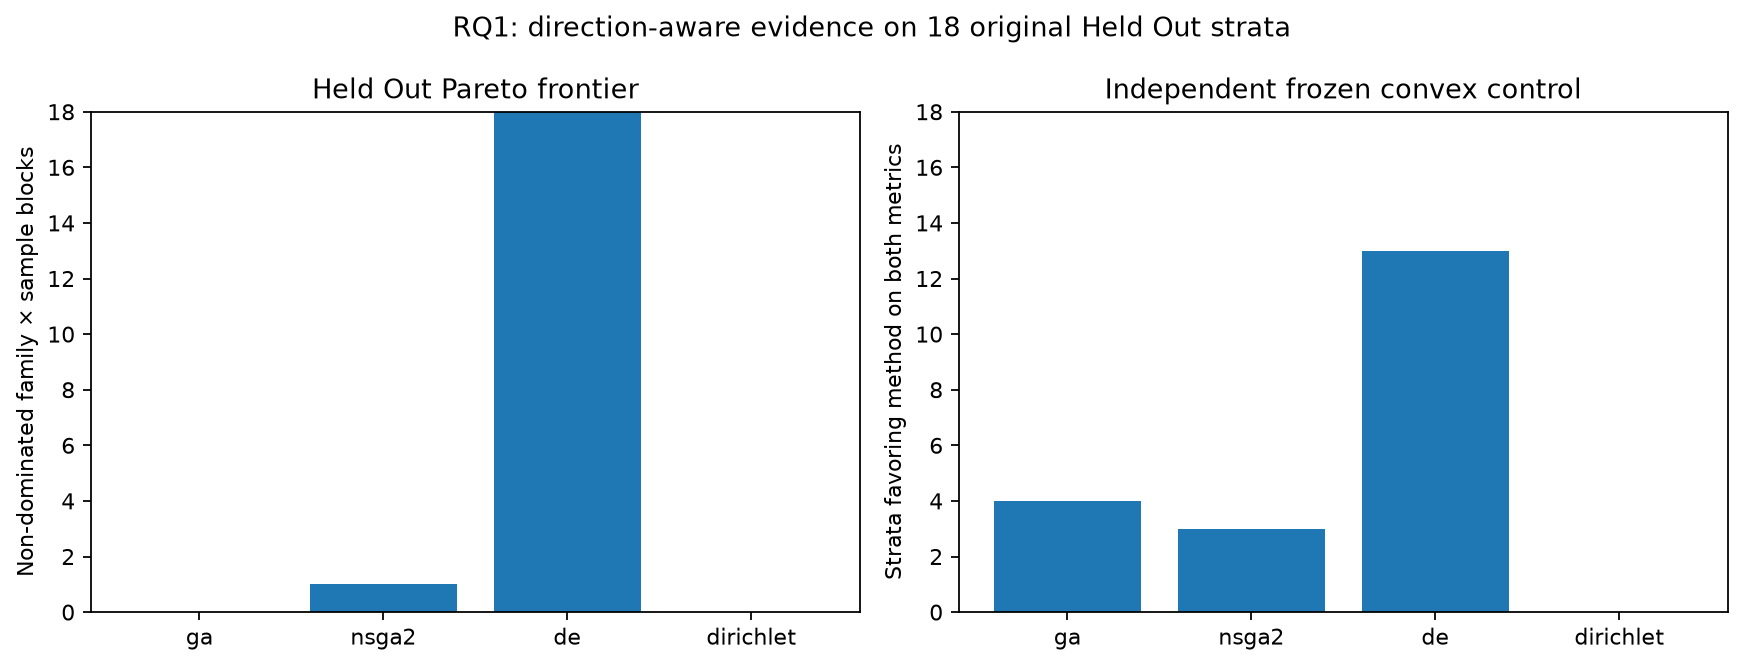 RQ1: direction-aware evidence on 18 original Held Out strata
Held Out Pareto frontier
Non-dominated family × sample blocks
18
16
14
12
10
8
6
4
2
0
ga
nsga2
de
dirichlet
Independent frozen convex control
Strata favoring method on both metrics
18
16
14
12
10
8
6
4
2
0
ga
nsga2
de
dirichlet